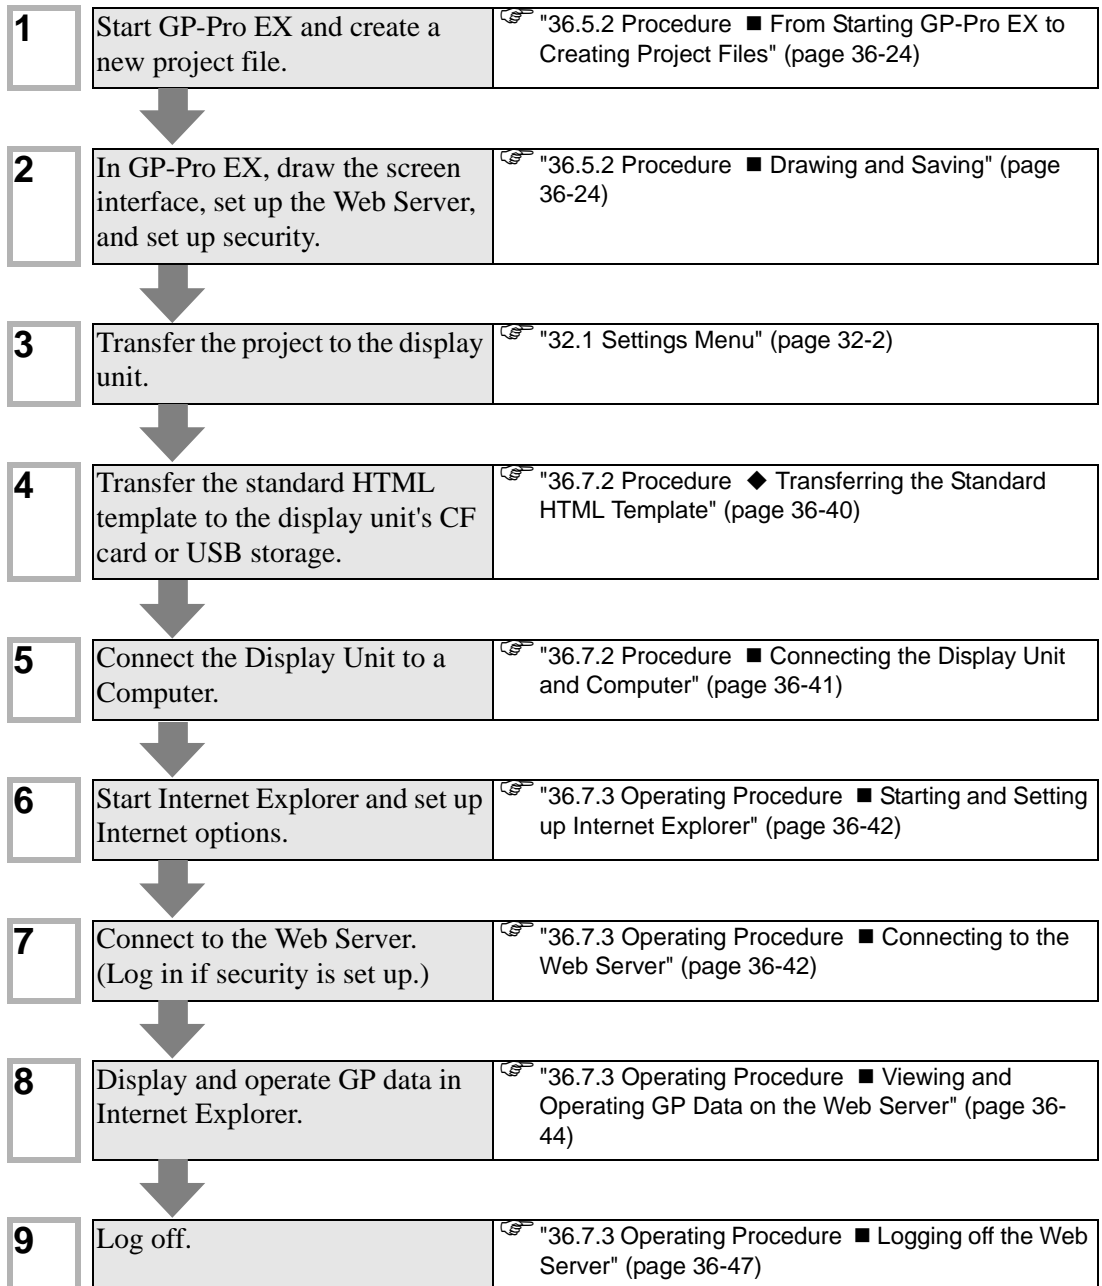 1
Start GP-Pro EX and create a
new project file.
"36.5.2 Procedure ■ From Starting GP-Pro EX to
Creating Project Files" (page 36-24)
2
In GP-Pro EX, draw the screen
interface, set up the Web Server,
and set up security.
"36.5.2 Procedure ■ Drawing and Saving" (page
36-24)
3
Transfer the project to the display
unit.
"32.1 Settings Menu" (page 32-2)
4
Transfer the standard HTML
template to the display unit's CF
card or USB storage.
"36.7.2 Procedure ◆ Transferring the Standard
HTML Template" (page 36-40)
5
Connect the Display Unit to a
Computer.
"36.7.2 Procedure ■ Connecting the Display Unit
and Computer" (page 36-41)
6
Start Internet Explorer and set up
Internet options.
"36.7.3 Operating Procedure ■ Starting and Setting
up Internet Explorer" (page 36-42)
7
Connect to the Web Server.
(Log in if security is set up.)
"36.7.3 Operating Procedure ■ Connecting to the
Web Server" (page 36-42)
8
Display and operate GP data in
Internet Explorer.
"36.7.3 Operating Procedure ■ Viewing and
Operating GP Data on the Web Server" (page 36-
44)
9
Log off.
"36.7.3 Operating Procedure ■ Logging off the Web
Server" (page 36-47)